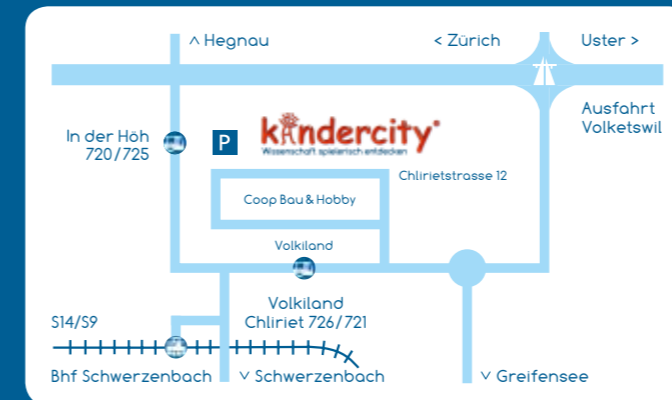 ^ Hegnau
< Zürich
Uster >
Ausfahrt
Volketswil
In der Höh
720/725
P
kindercity
Wissenschaft spielerisch entdecken
Chlirietstrasse 12
Coop Bau & Hobby
Volkiland
Volkiland
Chliriet 726/721
S14/S9
Bhf Schwerzenbach
v Schwerzenbach
v Greifensee